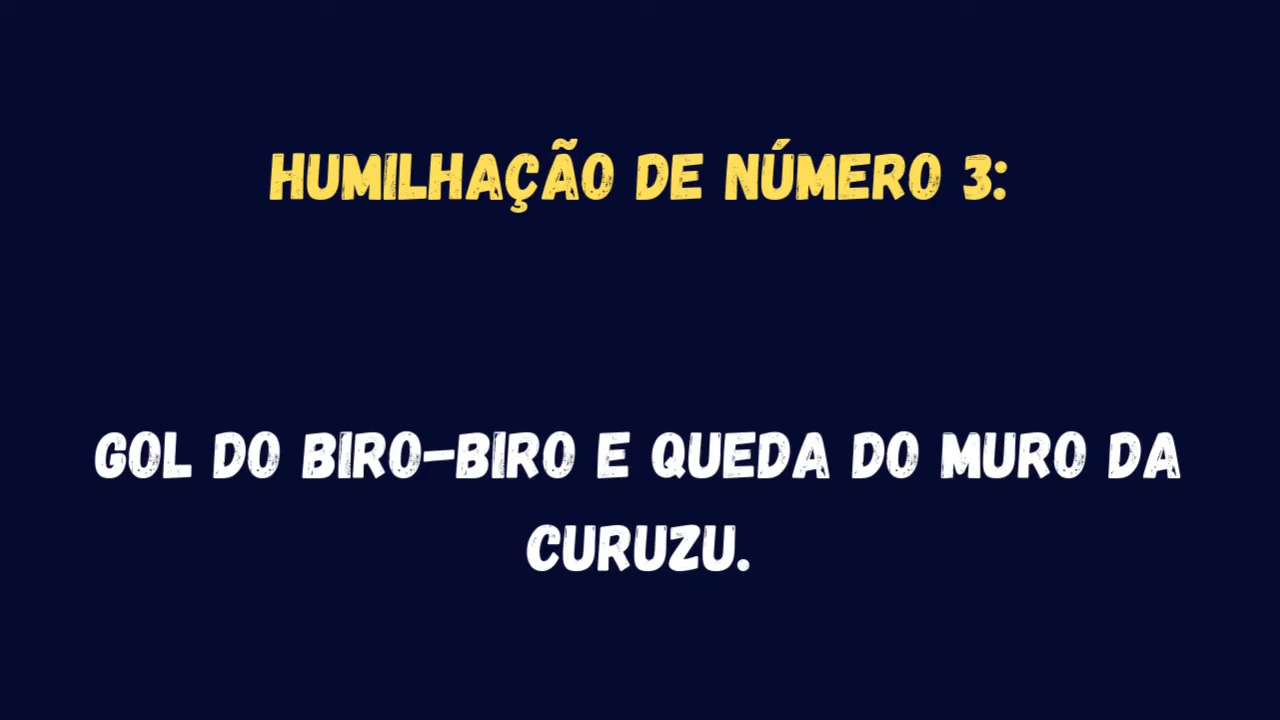 HUMILHAÇÃO DE NÚMERO 3:
GOL DO BIRO-BIRO E QUEDA DO MURO DA
CURUZU.